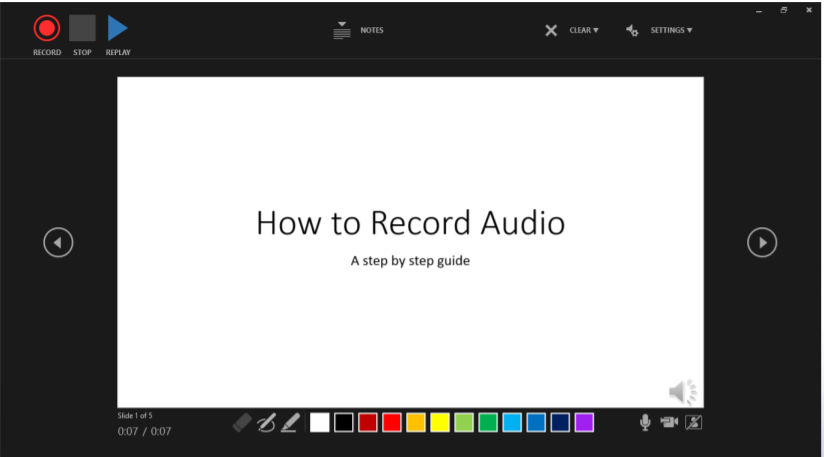 RECORD STOP REPLAY
NOTES
CLEAR ▼
SETTINGS ▼
How to Record Audio
A step by step guide
Slide 1 of 5
0:07 / 0:07